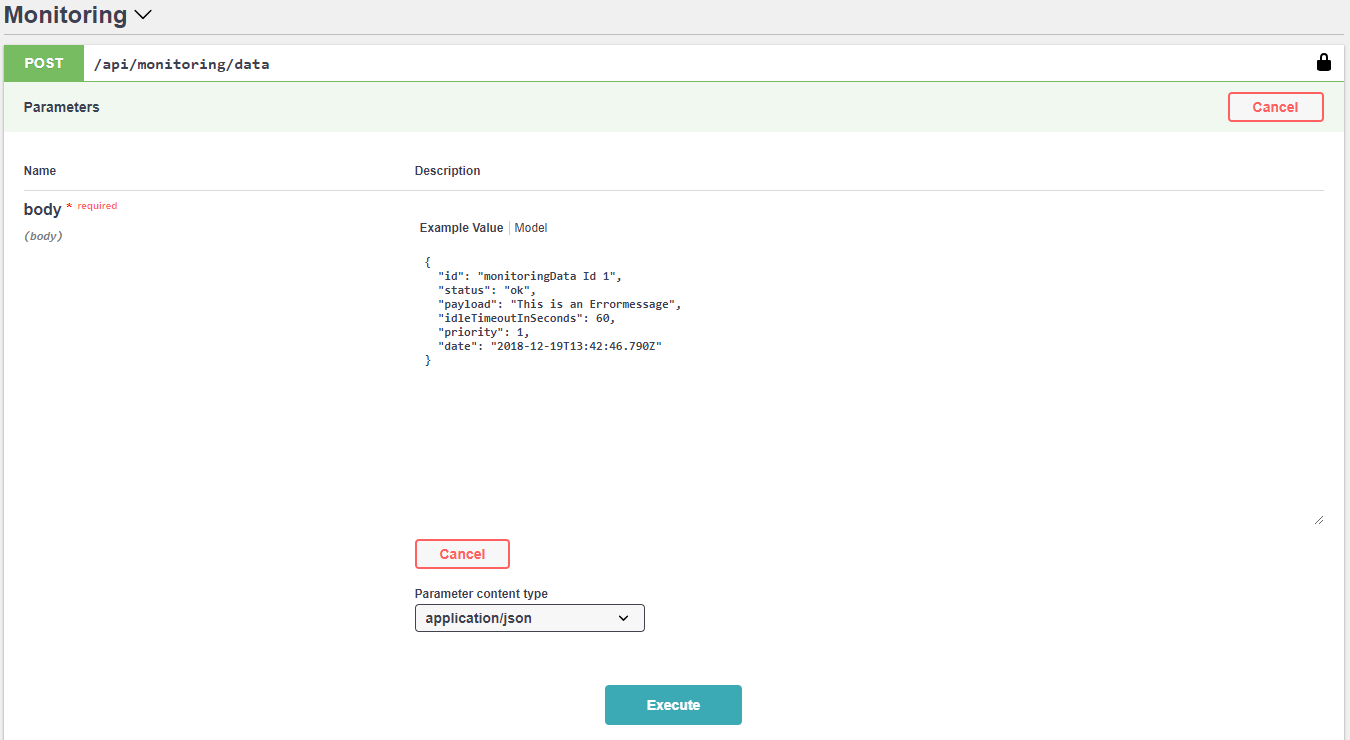 Monitoring
POST /api/monitoring/data
Parameters
Cancel
Name
Description
body * required
(body)
Example Value Model
{
  "id": "monitoringData Id 1",
  "status": "ok",
  "payload": "This is an Errormessage",
  "idleTimeoutInSeconds": 60,
  "priority": 1,
  "date": "2018-12-19T13:42:46.790Z"
}
Cancel
Parameter content type
application/json
Execute